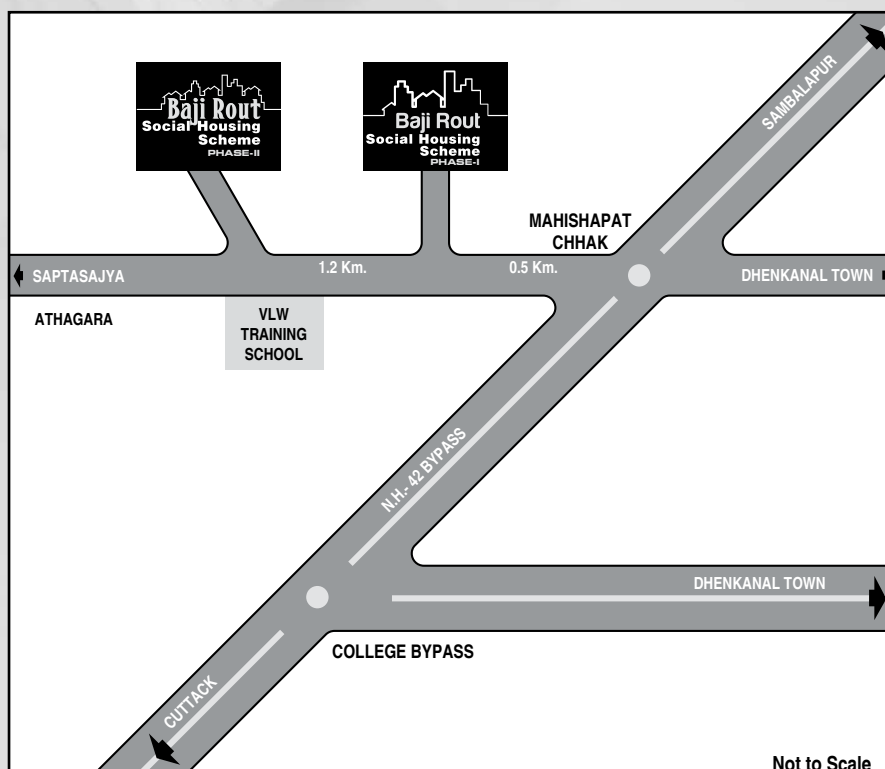 Baji Rout
Social Housing
Scheme
PHASE-II
Baji Rout
Social Housing
Scheme
PHASE-I
SAMBALAPUR
MAHISHAPAT
CHHAK
SAPTASAJYA
1.2 Km.
0.5 Km.
DHENKANAL TOWN
ATHAGARA
VLW
TRAINING
SCHOOL
N.H.- 42 BYPASS
DHENKANAL TOWN
COLLEGE BYPASS
CUTTACK
Not to Scale